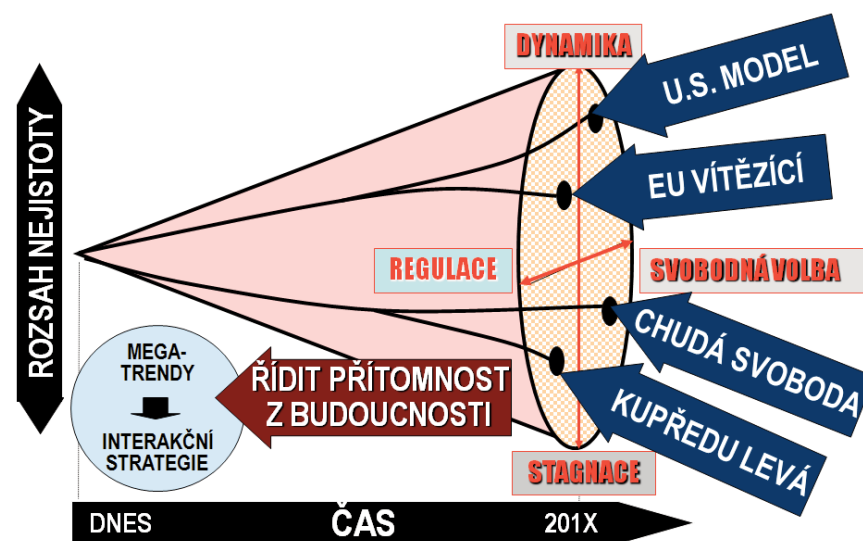 DYNAMIKA
U.S. MODEL
EU VÍTĚZÍCÍ
ROZSAH NEJISTOTY
REGULACE
SVOBODNÁ VOLBA
CHUDÁ SVOBODA
KUPŘEDU LEVÁ
MEGA-
TRENDY
INTERAKČNÍ
STRATEGIE
ŘÍDIT PŘÍTOMNOST
Z BUDOUCNOSTI
STAGNACE
DNES
ČAS
201X